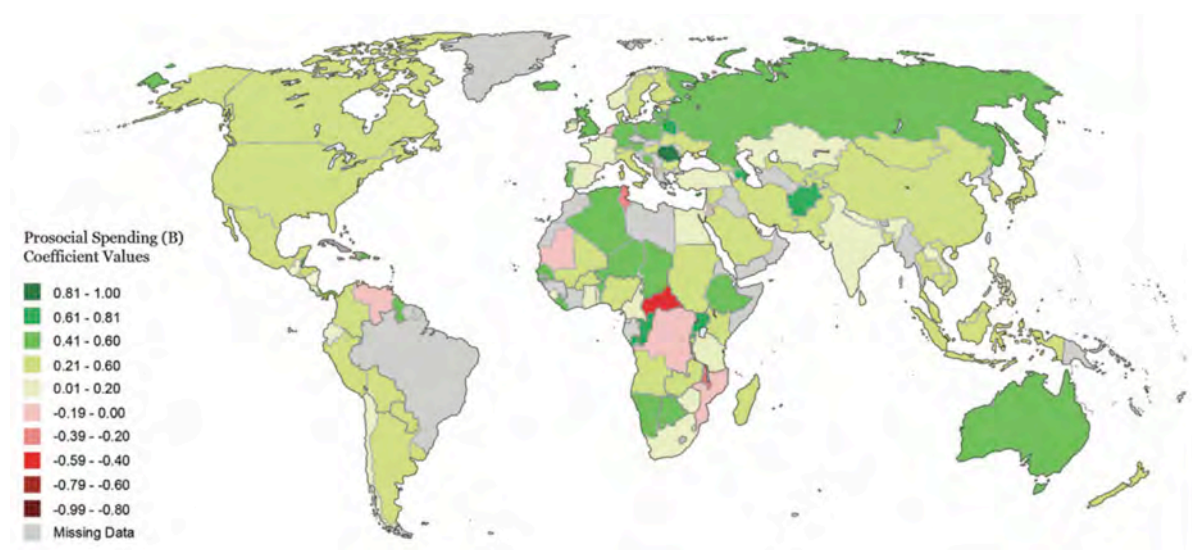 Prosocial Spending (B)
Coefficient Values
0.81 - 1.00
0.61 - 0.81
0.41 - 0.60
0.21 - 0.60
0.01 - 0.20
-0.19 - 0.00
-0.39 - -0.20
-0.59 - -0.40
-0.79 - -0.60
-0.99 - -0.80
Missing Data